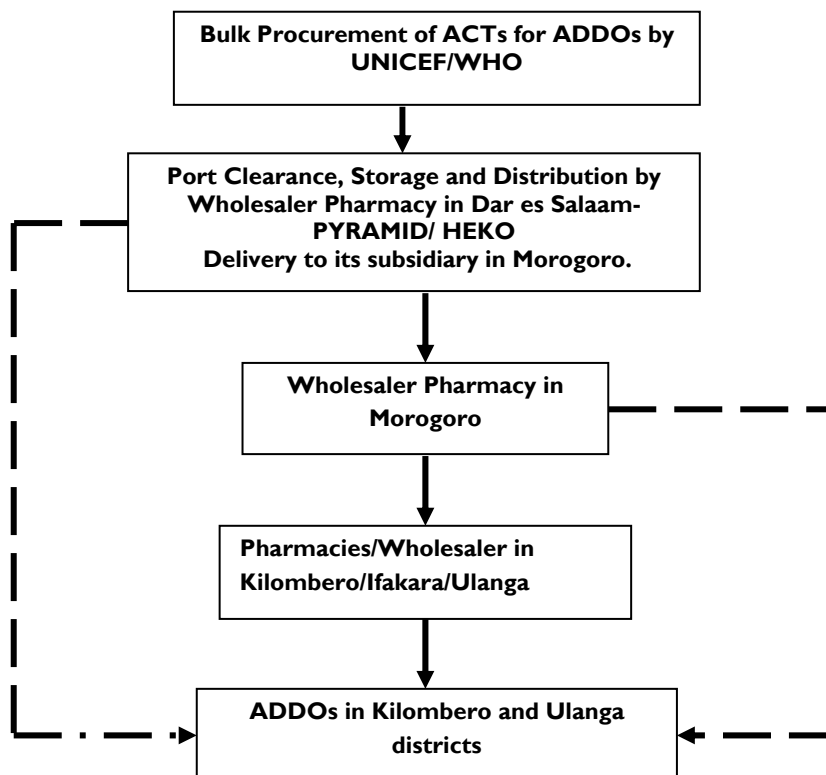 Bulk Procurement of ACTs for ADDOs by
UNICEF/WHO
Port Clearance, Storage and Distribution by
Wholesaler Pharmacy in Dar es Salaam-
PYRAMID/ HEKO
Delivery to its subsidiary in Morogoro.
Wholesaler Pharmacy in
Morogoro
Pharmacies/Wholesaler in
Kilombero/Ifakara/Ulanga
ADDOs in Kilombero and Ulanga
districts